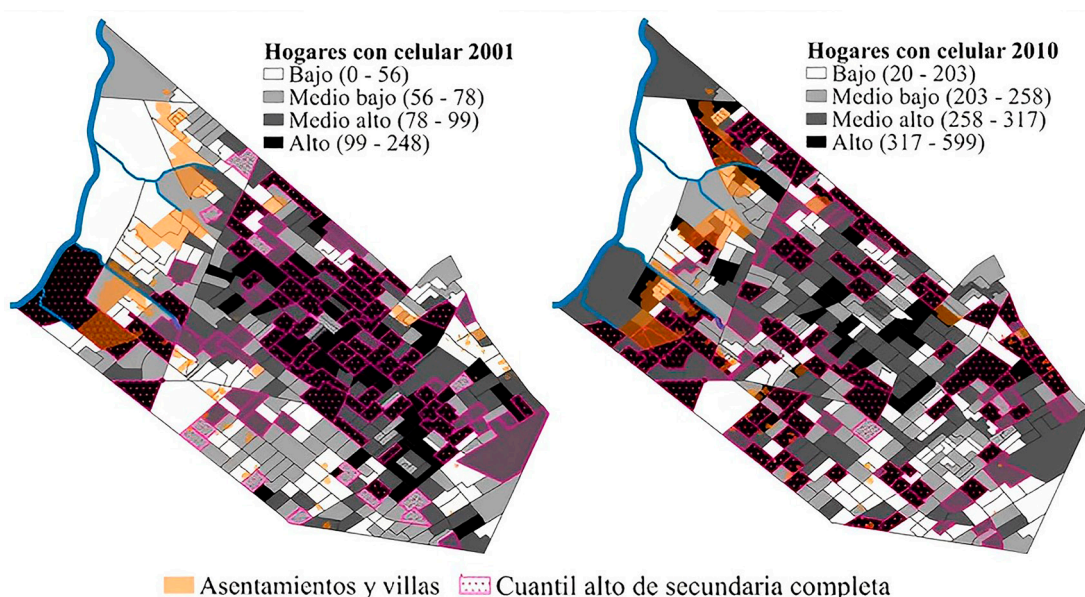 Hogares con celular 2001
Bajo (0 - 56)
Medio bajo (56 - 78)
Medio alto (78 - 99)
Alto (99 - 248)
Hogares con celular 2010
Bajo (20 - 203)
Medio bajo (203 - 258)
Medio alto (258 - 317)
Alto (317 - 599)
Asentamientos y villas
Cuantil alto de secundaria completa